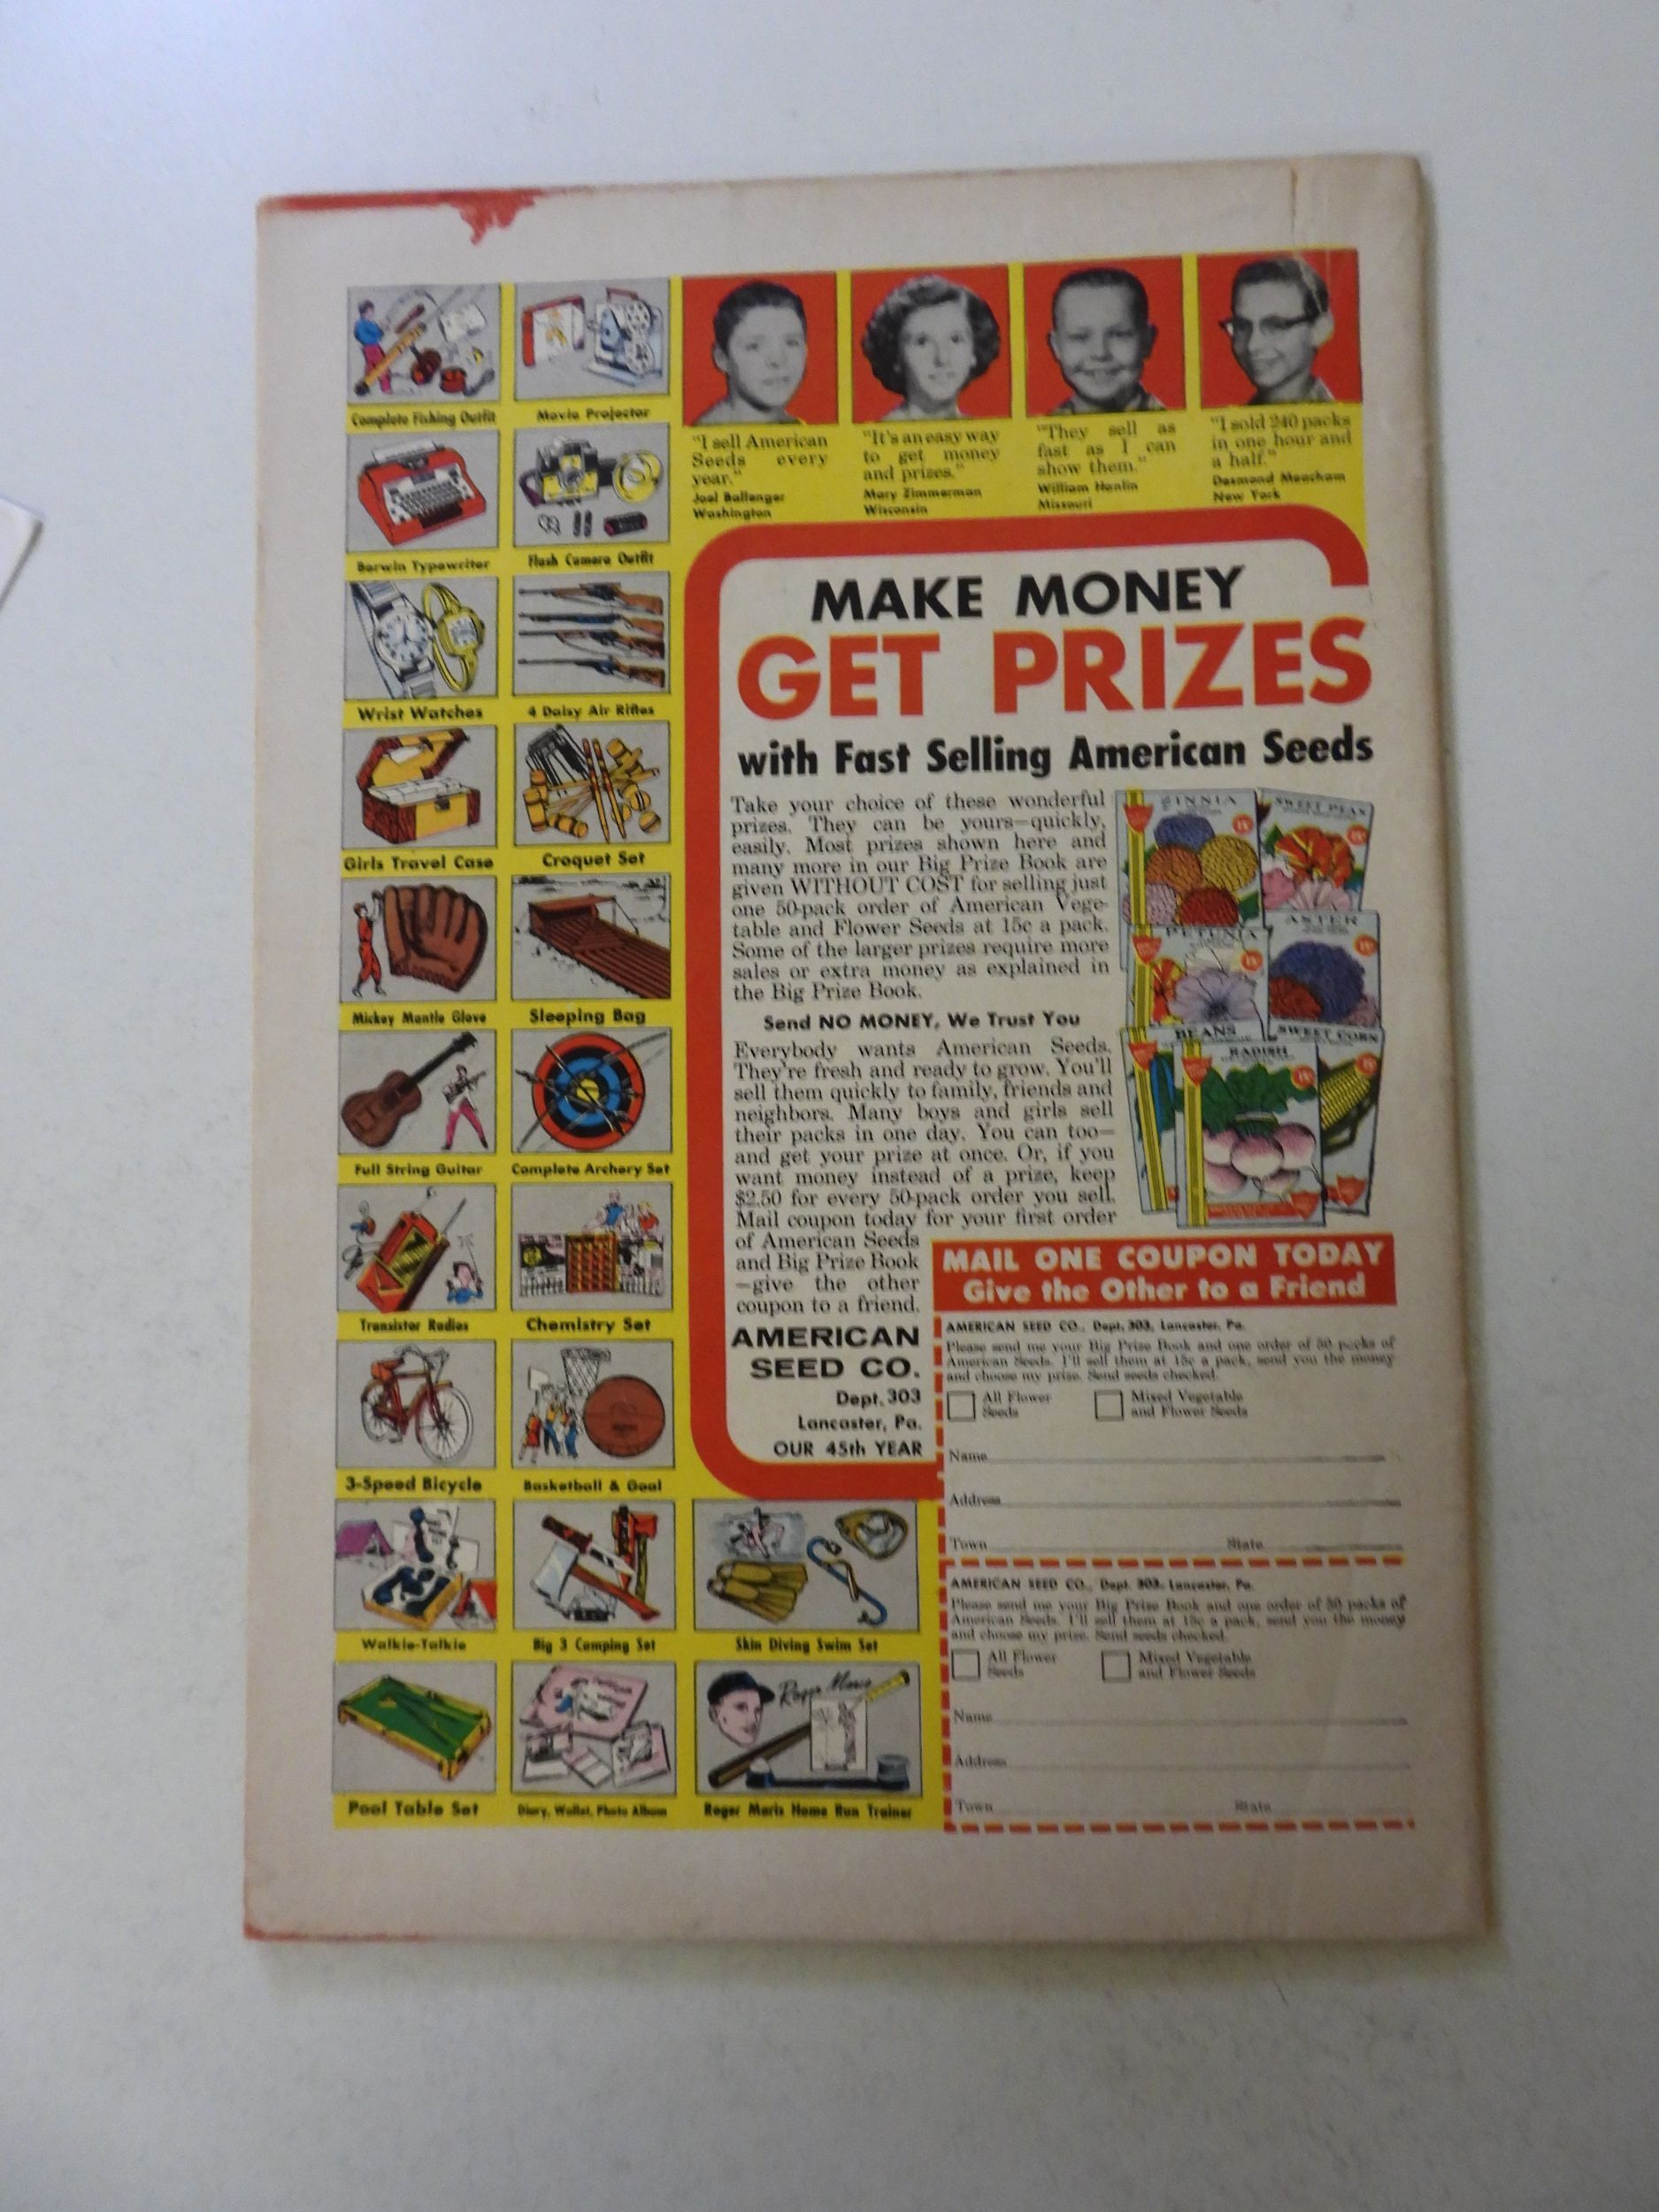 Complete Fishing Outfit
Movie Projector
Berwin Typewriter
Flash Camera Outfit
Wrist Watches
4 Daisy Air Rifles
Girls Travel Case
Croquet Set
Mickey Mantle Glove
Sleeping Bag
Full String Guitar
Complete Archery Set
Transistor Radios
Chemistry Set
3-Speed Bicycle
Basketball & Goal
Walkie-Talkie
Big 3 Camping Set
Skin Diving Swim Set
Pool Table Set
Diary, Wallet, Photo Album
Roger Maris
Roger Maris Home Run Trainer
"I sell American
Seeds every
year."
Joel Ballenger
Washington
"It's an easy way
to get money
and prizes."
Mary Zimmerman
Wisconsin
"They sell as
fast as I can
show them."
William Hanlin
Missouri
"I sold 240 packs
in one hour and
a half."
Desmond Meacham
New York
MAKE MONEY
GET PRIZES
with Fast Selling American Seeds
Take your choice of these wonderful
prizes. They can be yours—quickly,
easily. Most prizes shown here and
many more in our Big Prize Book are
given WITHOUT COST for selling just
one 50-pack order of American Vege-
table and Flower Seeds at 15c a pack.
Some of the larger prizes require more
sales or extra money as explained in
the Big Prize Book.
Send NO MONEY, We Trust You
Everybody wants American Seeds.
They're fresh and ready to grow. You'll
sell them quickly to family, friends and
neighbors. Many boys and girls sell
their packs in one day. You can too—
and get your prize at once. Or, if you
want money instead of a prize, keep
$2.50 for every 50-pack order you sell.
Mail coupon today for your first order
of American Seeds
and Big Prize Book
—give the other
coupon to a friend.
AMERICAN
SEED CO.
Dept. 303
Lancaster, Pa.
OUR 45th YEAR
ZINNIA
15¢
SWEET PEAS
15¢
PETUNIA
15¢
ASTER
15¢
BEANS
RADISH
15¢
SWEET CORN
15¢
MAIL ONE COUPON TODAY
Give the Other to a Friend
AMERICAN SEED CO., Dept. 303, Lancaster, Pa.
Please send me your Big Prize Book and one order of 50 packs of
American Seeds. I'll sell them at 15c a pack, send you the money
and choose my prize. Send seeds checked.
All Flower
Seeds
Mixed Vegetable
and Flower Seeds
Name
Address
Town State
AMERICAN SEED CO., Dept. 303, Lancaster, Pa.
Please send me your Big Prize Book and one order of 50 packs of
American Seeds. I'll sell them at 15c a pack, send you the money
and choose my prize. Send seeds checked.
All Flower
Seeds
Mixed Vegetable
and Flower Seeds
Name
Address
Town State